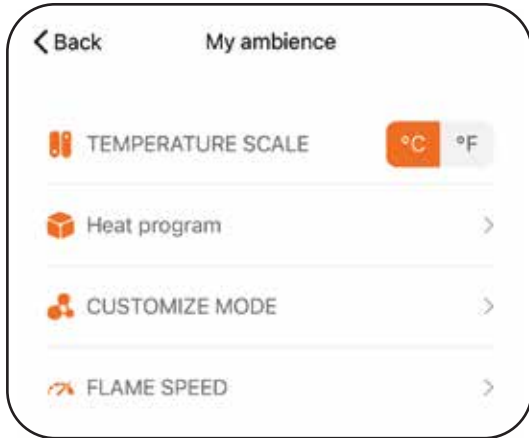 Back My ambience
TEMPERATURE SCALE °C °F
Heat program
CUSTOMIZE MODE
FLAME SPEED